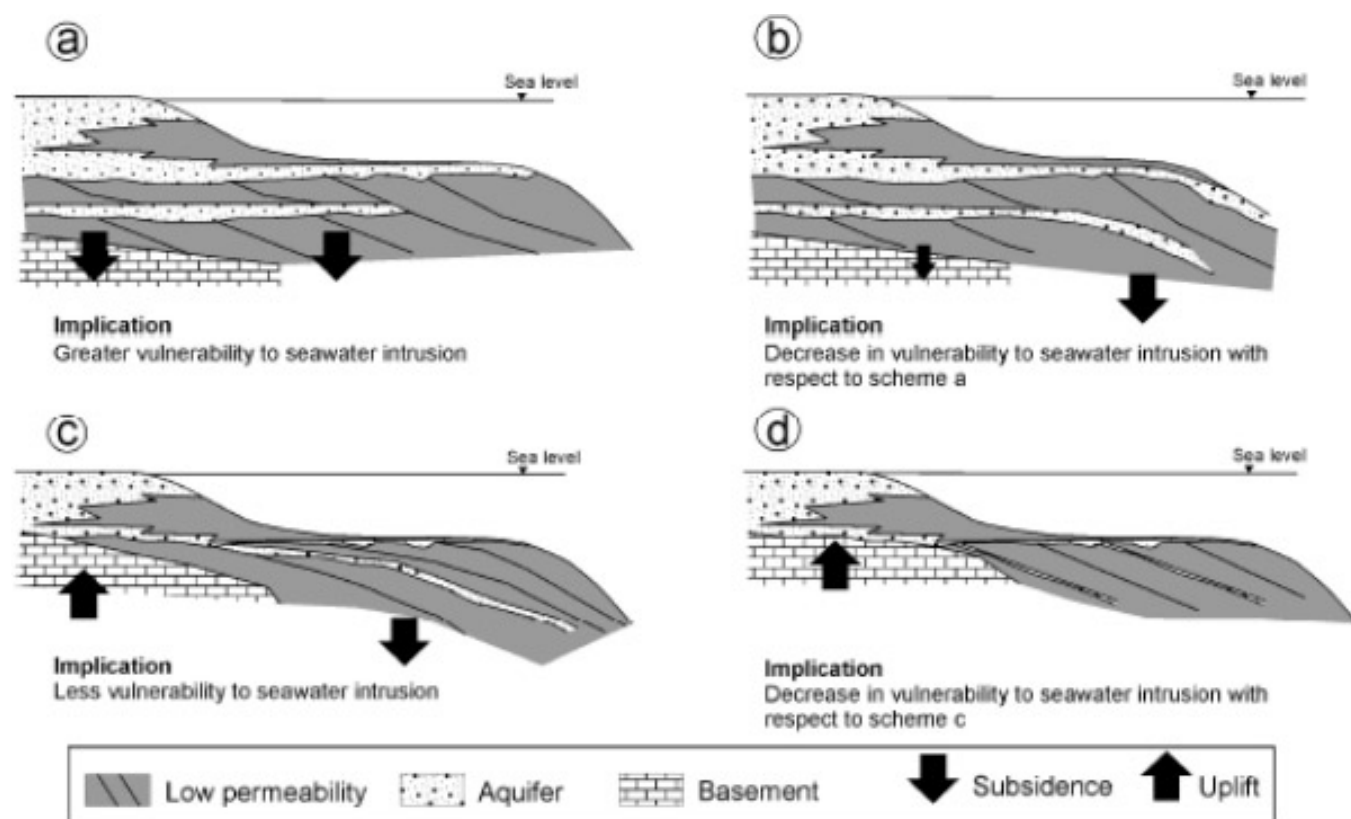 a
Sea level
Implication
Greater vulnerability to seawater intrusion
b
Sea level
Implication
Decrease in vulnerability to seawater intrusion with
respect to scheme a
c
Sea level
Implication
Less vulnerability to seawater intrusion
d
Sea level
Implication
Decrease in vulnerability to seawater intrusion with
respect to scheme c
Low permeability
Aquifer
Basement
Subsidence
Uplift